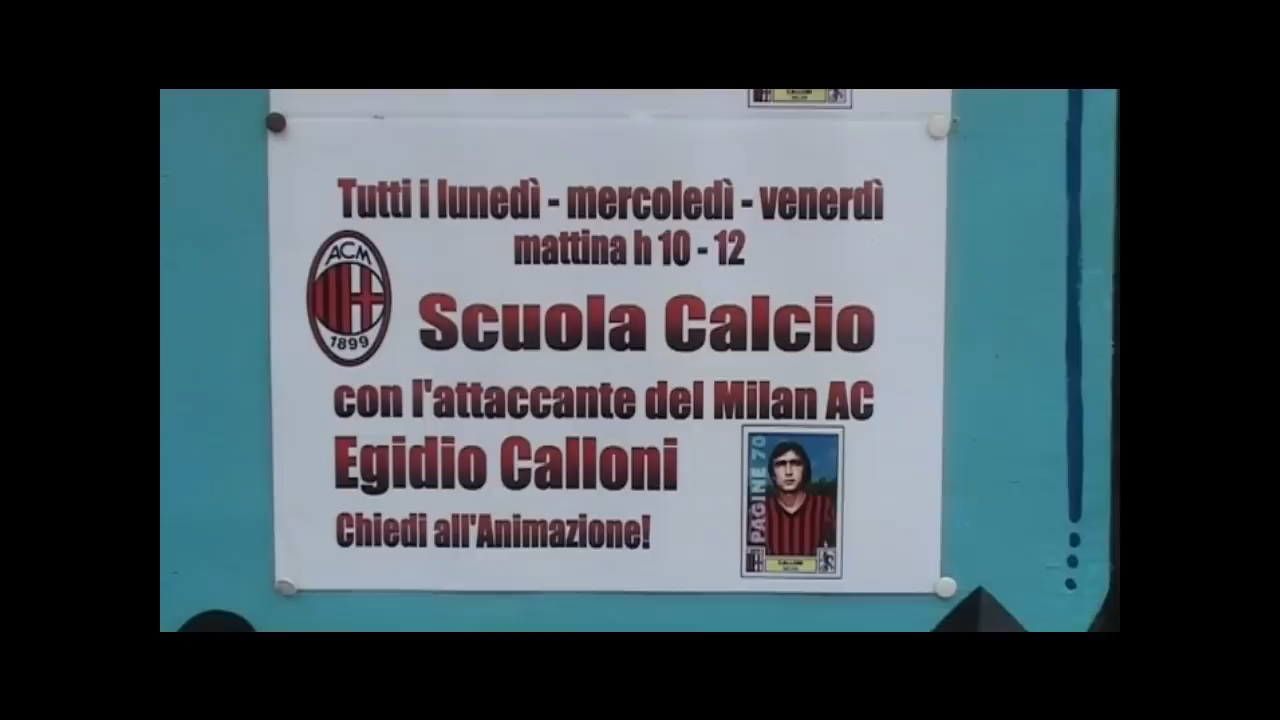 Tutti i lunedì - mercoledì - venerdì
mattina h 10 - 12
ACM
1899
Scuola Calcio
con l'attaccante del Milan AC
Egidio Calloni
Chiedi all'Animazione!
PAGINE 70
CALLONI